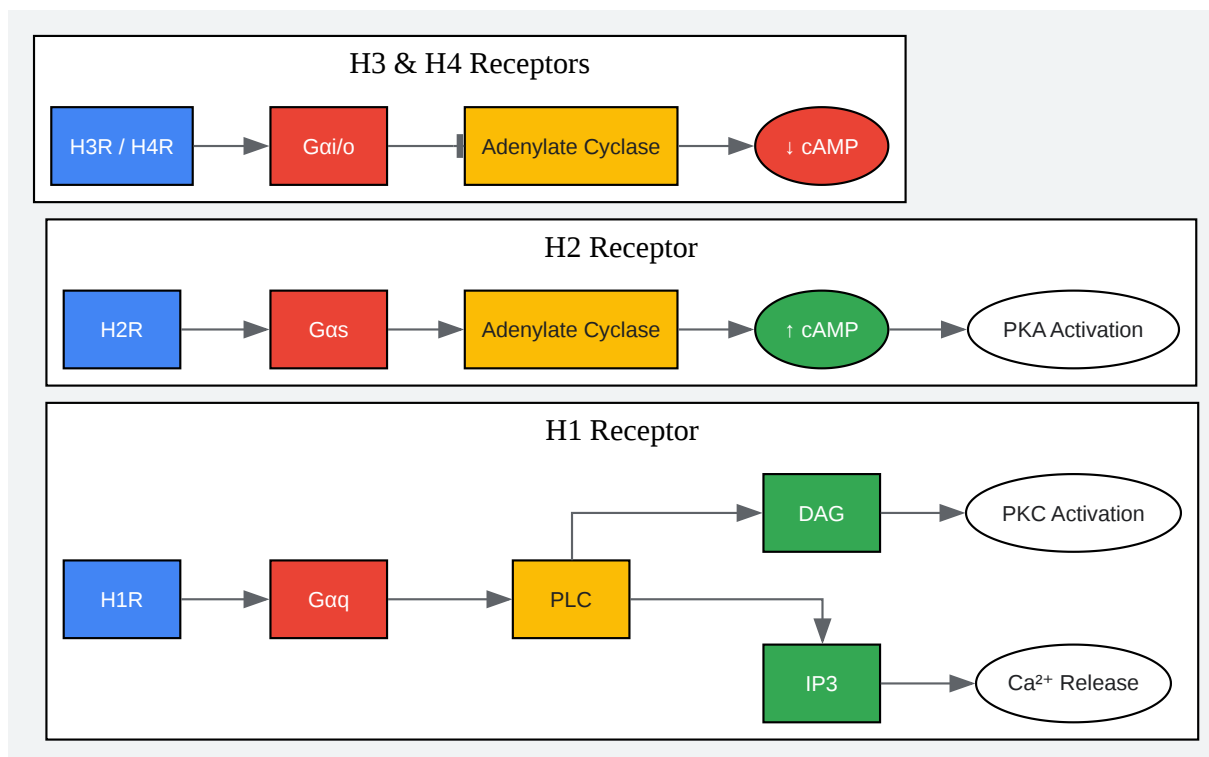 H3 & H4 Receptors
H3R / H4R
Gαi/o
Adenylate Cyclase
↓ cAMP
H2 Receptor
H2R
Gαs
Adenylate Cyclase
↑ cAMP
PKA Activation
H1 Receptor
DAG
PKC Activation
H1R
Gαq
PLC
IP3
Ca²⁺ Release